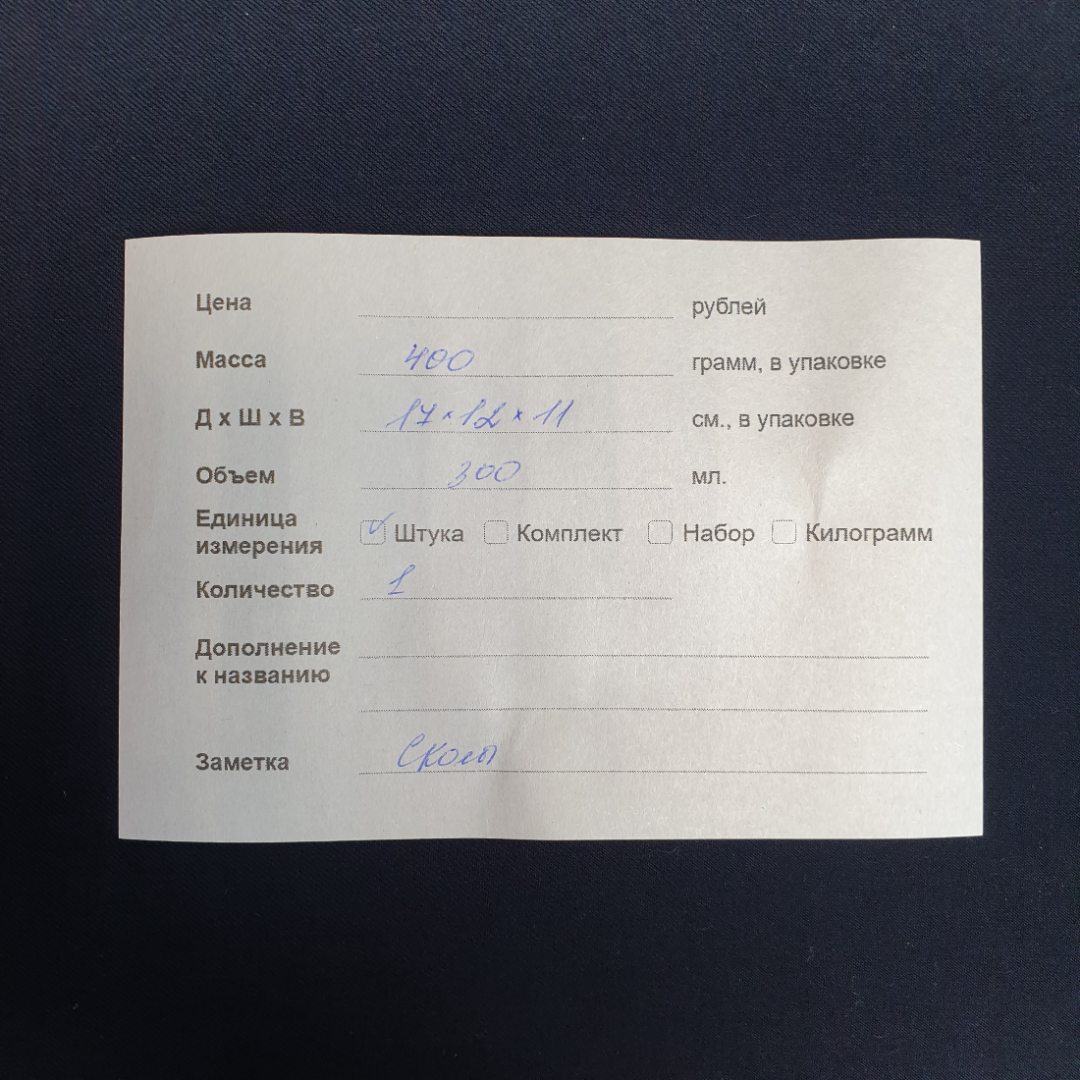 Цена рублей
Масса 400 грамм, в упаковке
Д х Ш х В 17×12×11 см., в упаковке
Объем 300 мл.
Единица
измерения Штука Комплект Набор Килограмм
Количество 1
Дополнение
к названию
Заметка Сколы